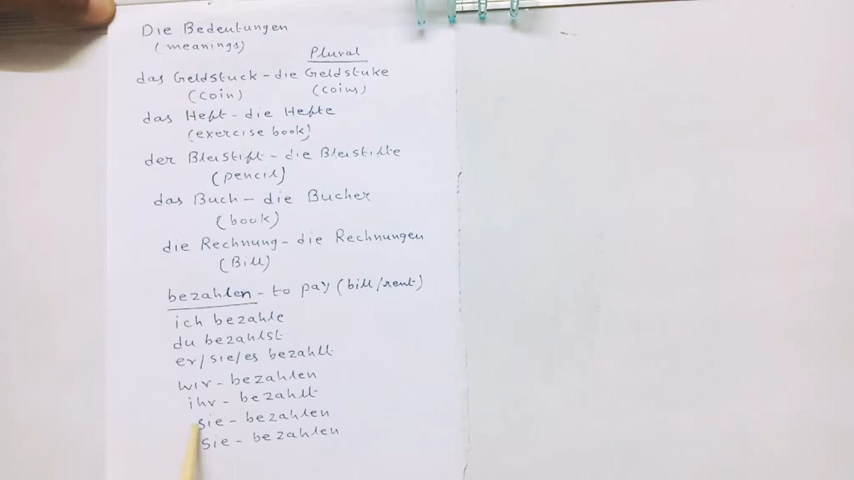 Die Bedeutungen
(meanings)
Plural
das Geldstuck - die Geldstuke
(coin) (coins)
das Heft - die Hefte
(exercise book)
der Bleistift - die Bleistifte
(pencil)
das Buch - die Bucher
(book)
die Rechnung - die Rechnungen
(Bill)
bezahlen - to pay (bill/rent)
ich bezahle
du bezahlst
er/sie/es bezahlt
wir - bezahlen
ihr - bezahlt
sie - bezahlen
Sie - bezahlen